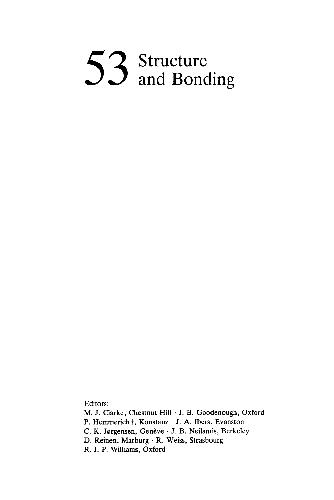 53 Structure
and Bonding
Editors:
M. J. Clarke, Chestnut Hill · J. B. Goodenough, Oxford
P. Hemmerich †, Konstanz · J. A. Ibers, Evanston
C. K. Jørgensen, Genève · J. B. Neilands, Berkeley
D. Reinen, Marburg · R. Weiss, Strasbourg
R. J. P. Williams, Oxford